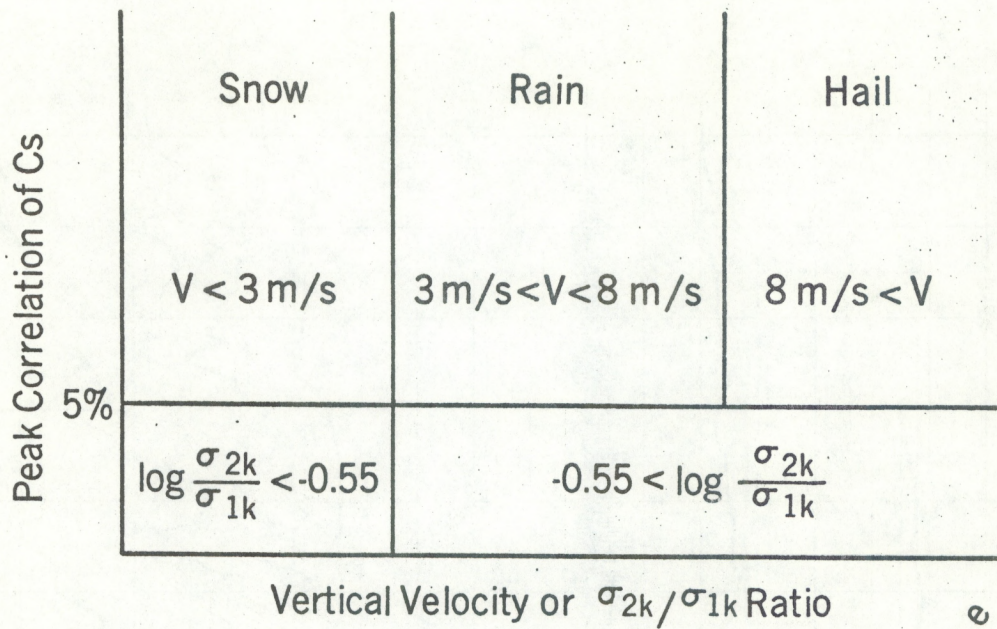 Peak Correlation of Cs
Snow Rain Hail
V < 3 m/s 3 m/s<V<8 m/s 8 m/s < V
5%
log σ2k/σ1k < -0.55 -0.55 < log σ2k/σ1k
Vertical Velocity or σ2k/σ1k Ratio
e